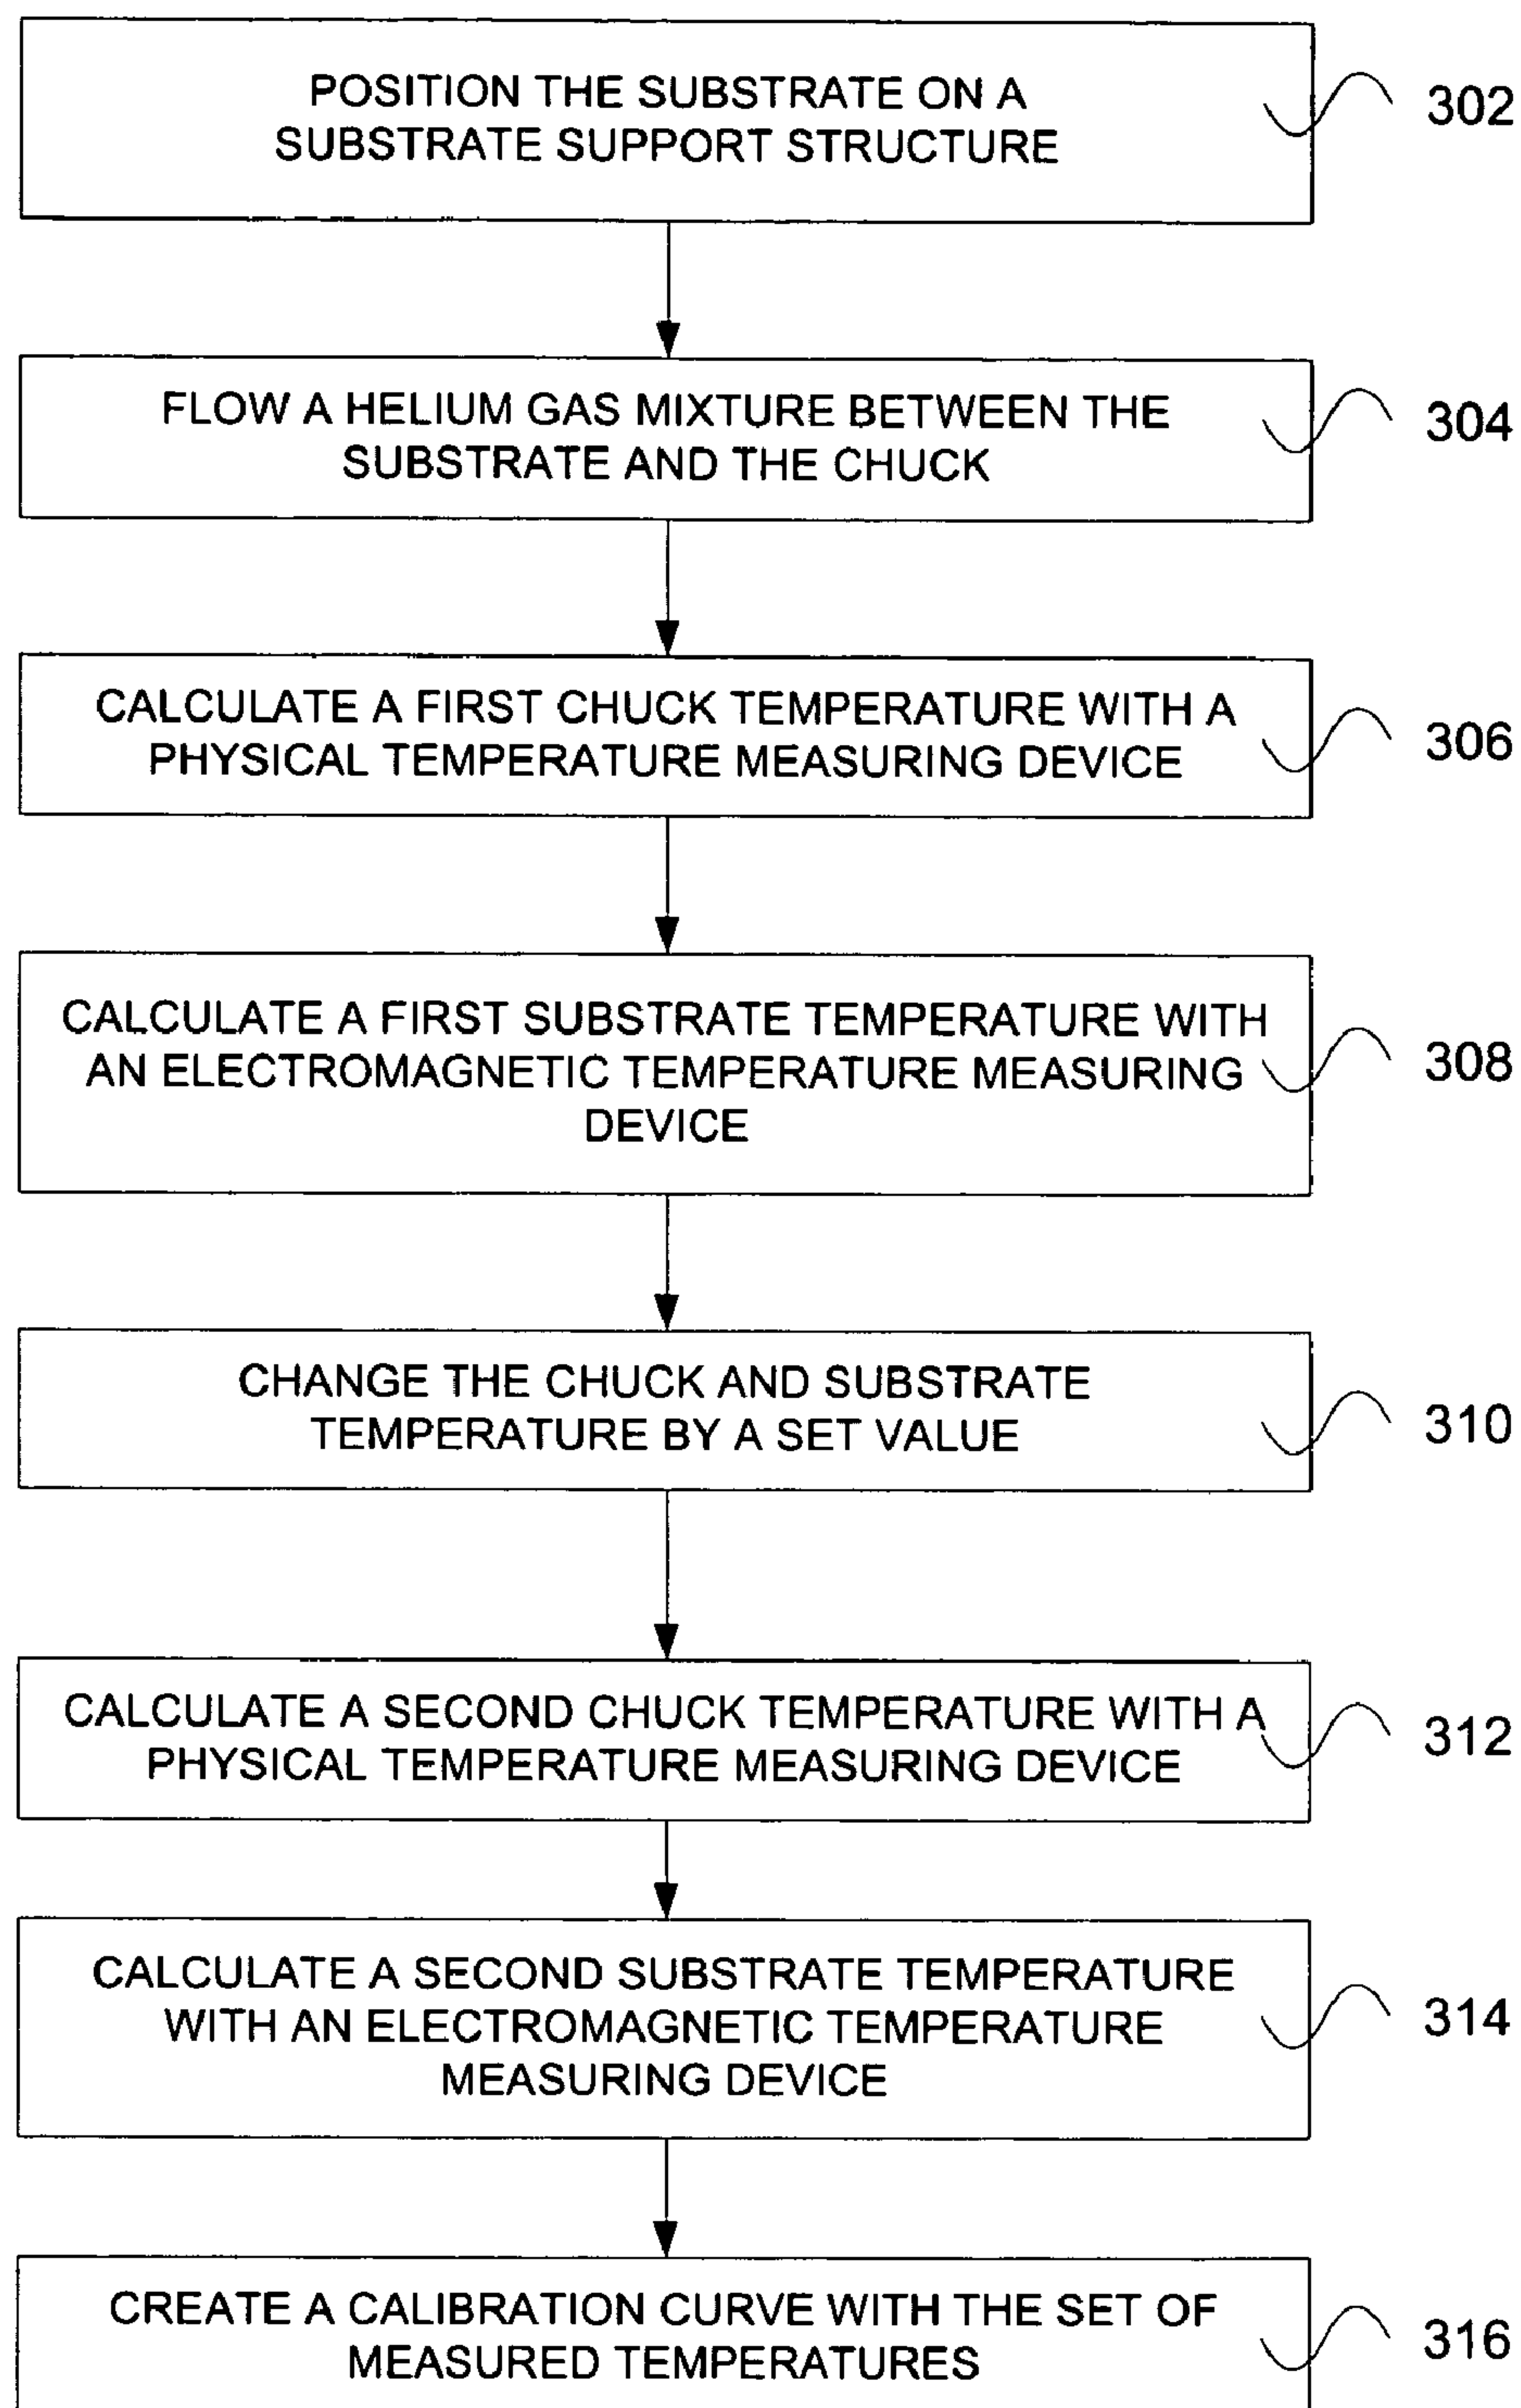 POSITION THE SUBSTRATE ON A
SUBSTRATE SUPPORT STRUCTURE
302
FLOW A HELIUM GAS MIXTURE BETWEEN THE
SUBSTRATE AND THE CHUCK
304
CALCULATE A FIRST CHUCK TEMPERATURE WITH A
PHYSICAL TEMPERATURE MEASURING DEVICE
306
CALCULATE A FIRST SUBSTRATE TEMPERATURE WITH
AN ELECTROMAGNETIC TEMPERATURE MEASURING
DEVICE
308
CHANGE THE CHUCK AND SUBSTRATE
TEMPERATURE BY A SET VALUE
310
CALCULATE A SECOND CHUCK TEMPERATURE WITH A
PHYSICAL TEMPERATURE MEASURING DEVICE
312
CALCULATE A SECOND SUBSTRATE TEMPERATURE
WITH AN ELECTROMAGNETIC TEMPERATURE
MEASURING DEVICE
314
CREATE A CALIBRATION CURVE WITH THE SET OF
MEASURED TEMPERATURES
316